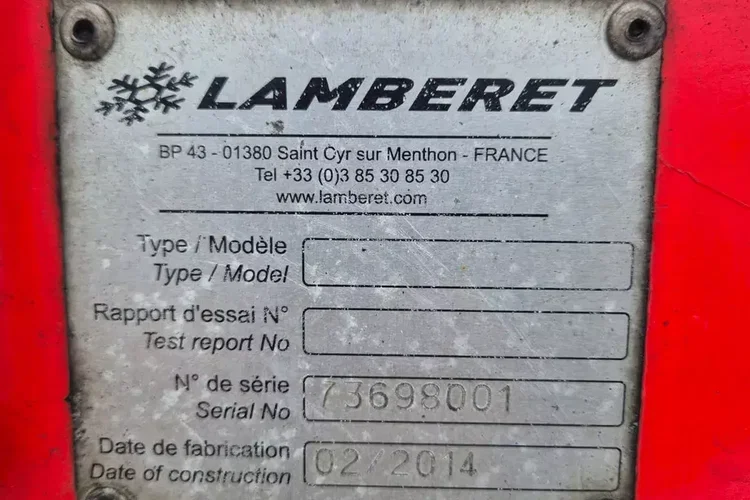 LAMBERET
BP 43 - 01380 Saint Cyr sur Menthon - FRANCE
Tel +33 (0)3 85 30 85 30
www.lamberet.com
Type / Modèle
Type / Model
Rapport d'essai N°
Test report No
N° de série
Serial No
73698001
Date de fabrication
Date of construction
02/2014